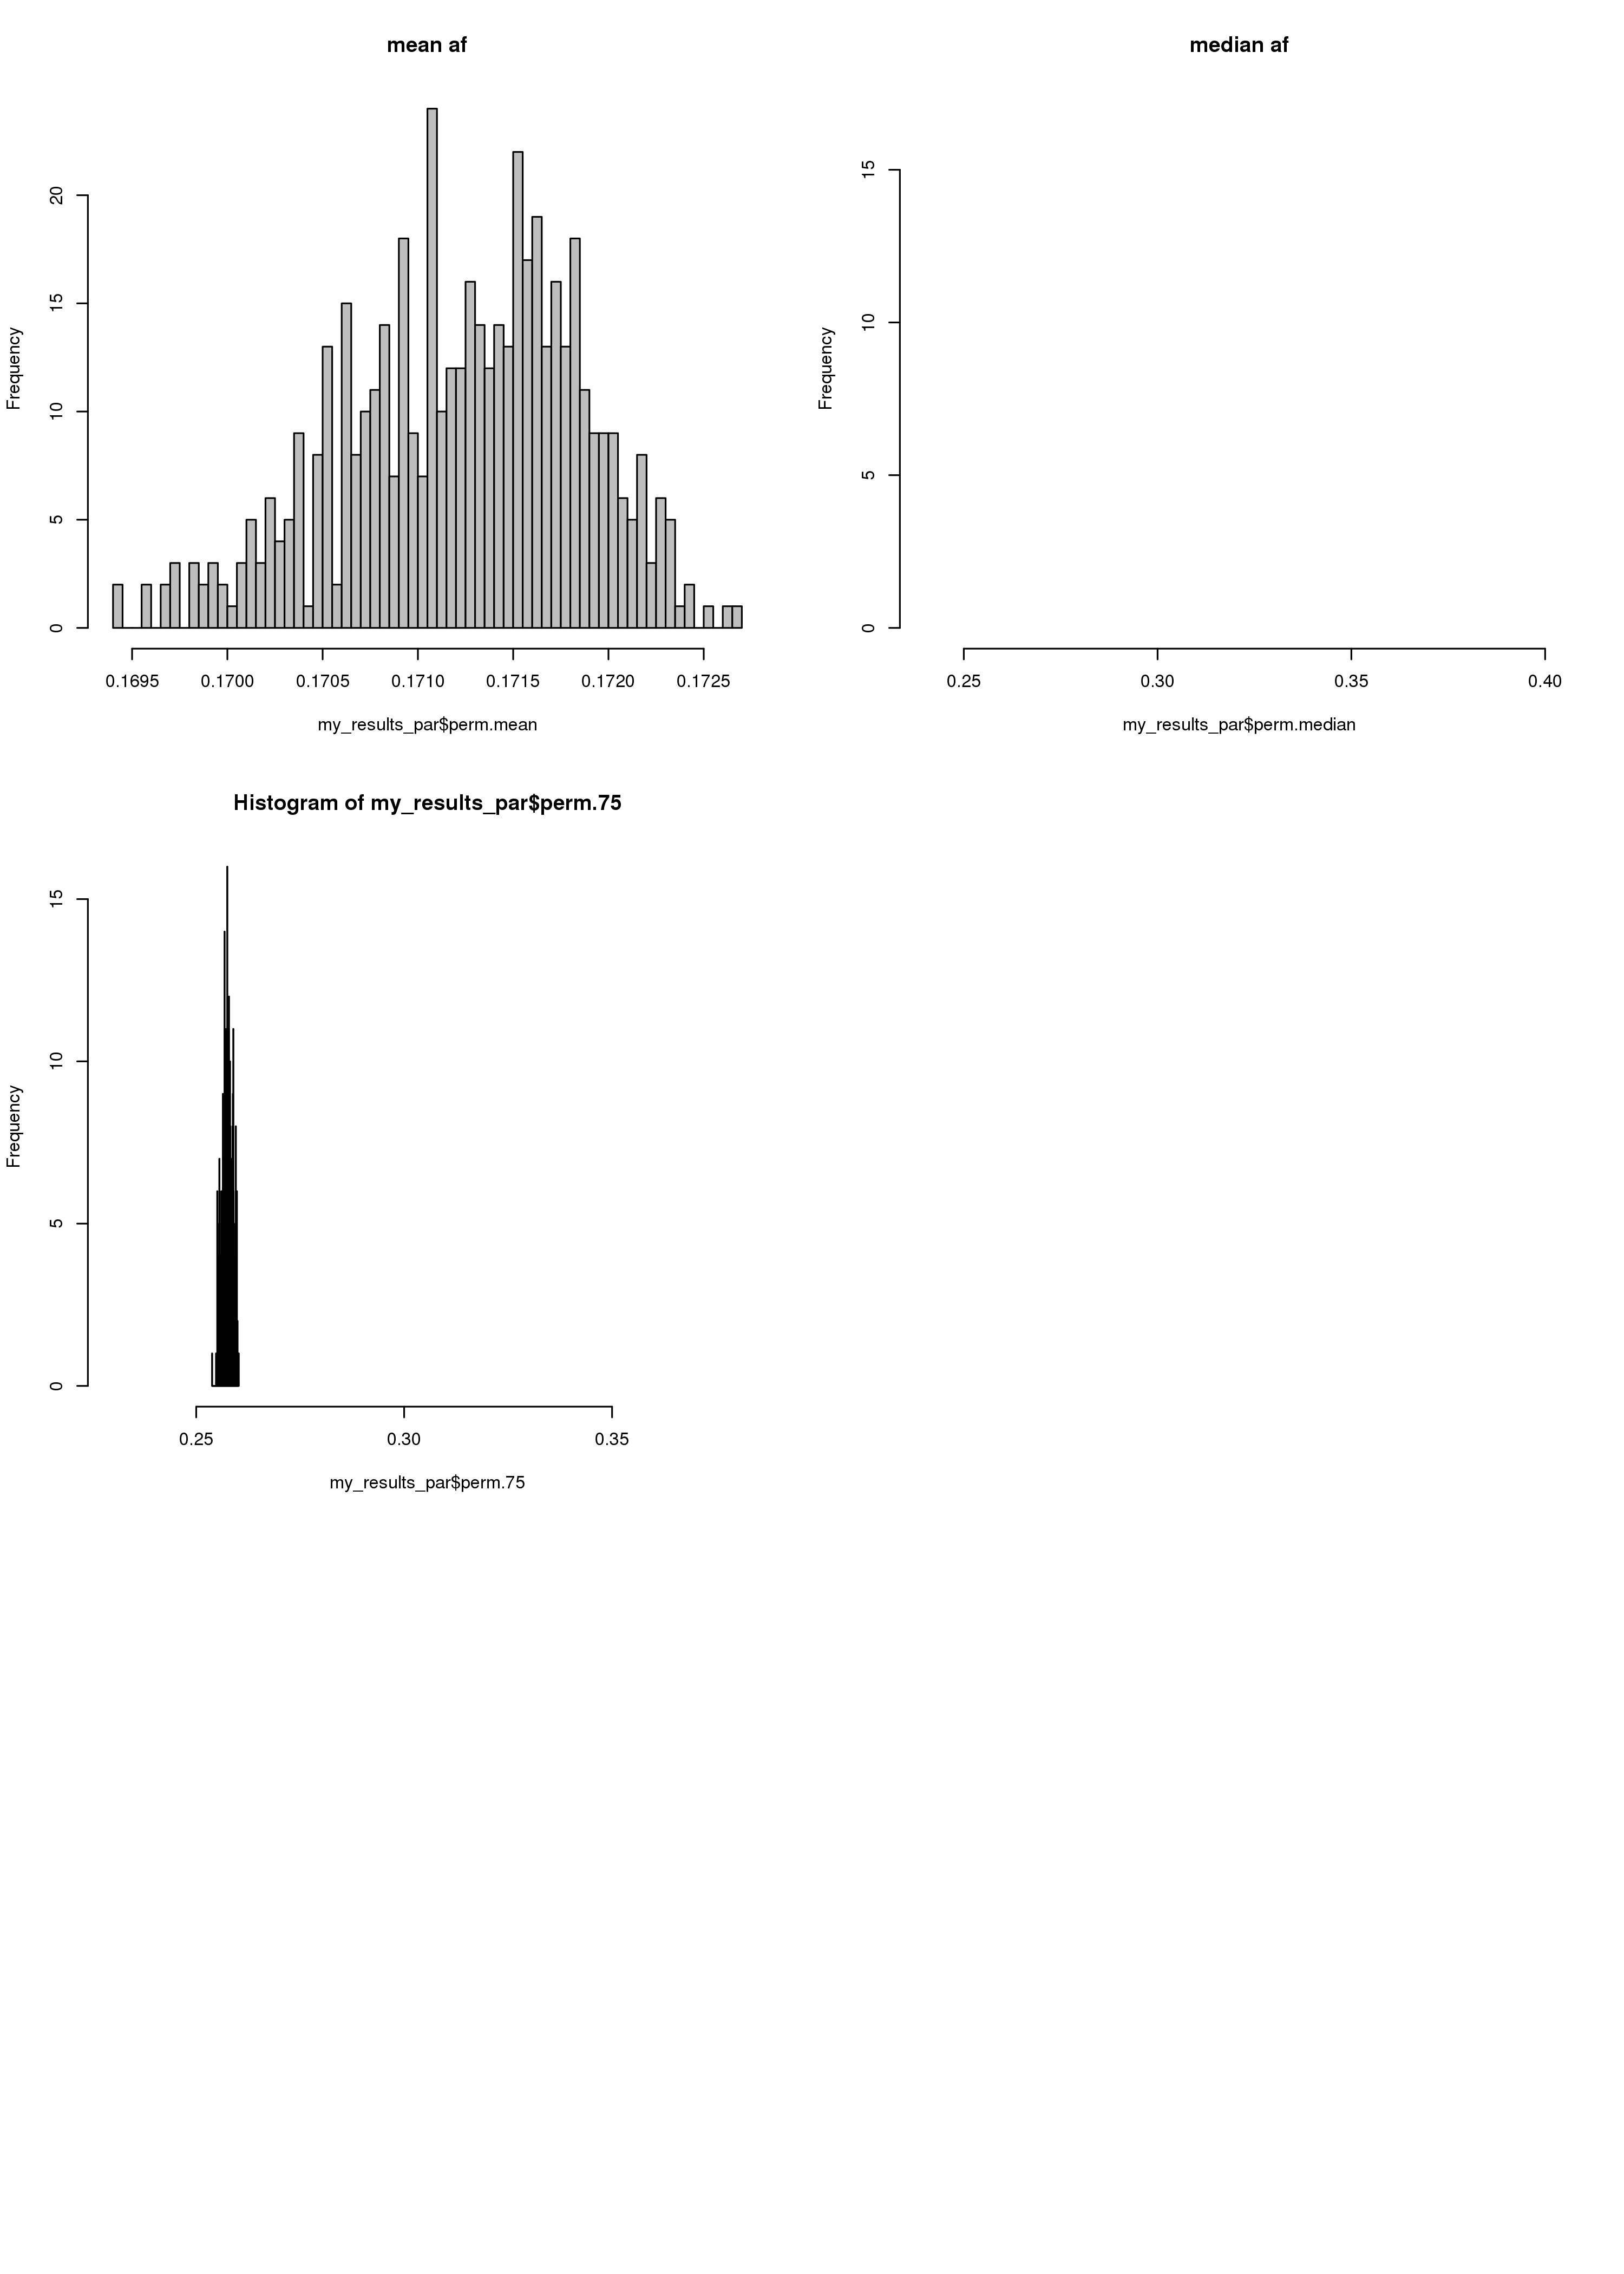 mean af
Frequency
20
15
10
5
0
0.1695 0.1700 0.1705 0.1710 0.1715 0.1720 0.1725
my_results_par$perm.mean
median af
Frequency
15
10
5
0
0.25 0.30 0.35 0.40
my_results_par$perm.median
Histogram of my_results_par$perm.75
Frequency
15
10
5
0
0.25 0.30 0.35
my_results_par$perm.75